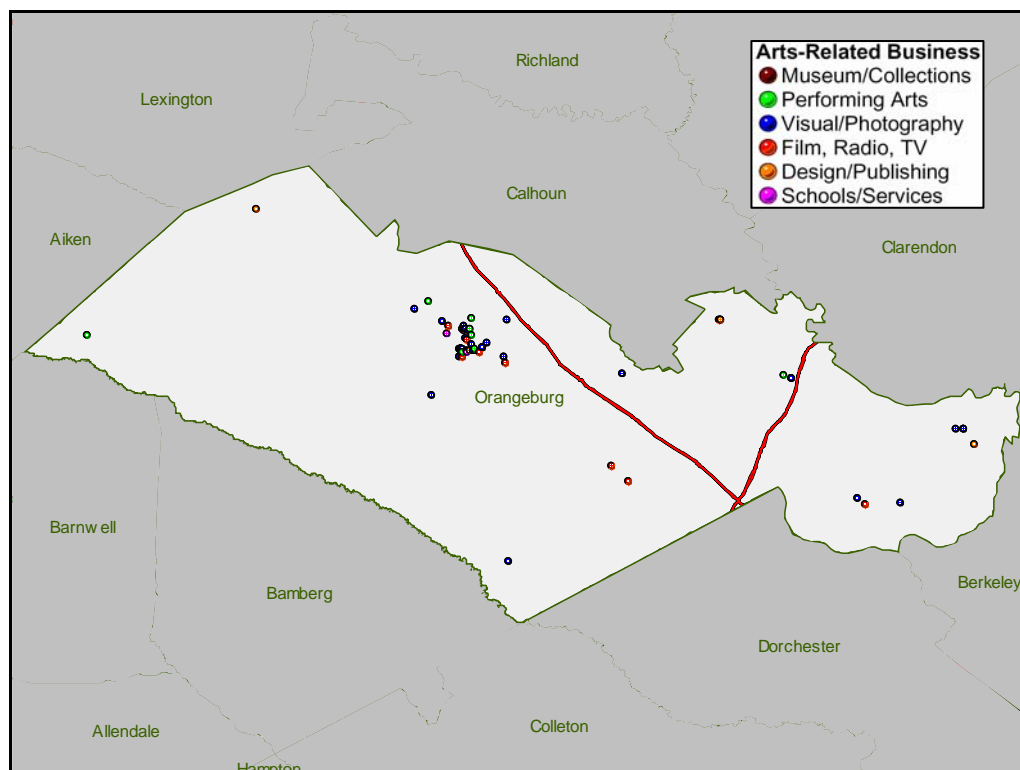 Richland
Arts-Related Business
Museum/Collections
Performing Arts
Visual/Photography
Film, Radio, TV
Design/Publishing
Schools/Services
Lexington
Calhoun
Aiken
Clarendon
Orangeburg
Barnwell
Bamberg
Berkeley
Dorchester
Allendale
Colleton
Hampton